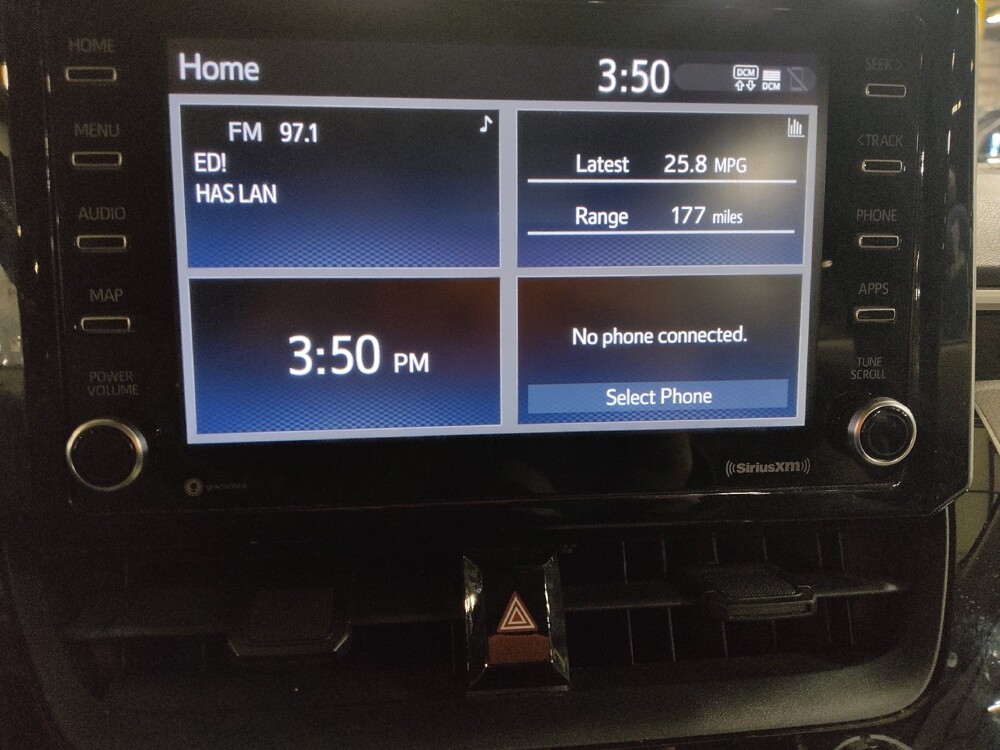 HOME
MENU
AUDIO
MAP
POWER
VOLUME
Home
3:50
DCM
DCM
FM 97.1
ED!
HAS LAN
Latest 25.8 MPG
Range 177 miles
3:50 PM
No phone connected.
Select Phone
SEEK >
< TRACK
PHONE
APPS
TUNE
SCROLL
((SiriusXM))
gracenote